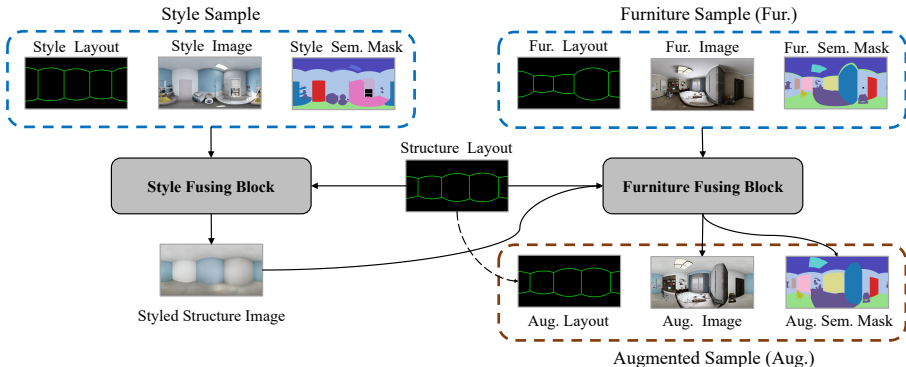 Style Sample
Furniture Sample (Fur.)
Style Layout
Style Image
Style Sem. Mask
Fur. Layout
Fur. Image
Fur. Sem. Mask
Structure Layout
Style Fusing Block
Furniture Fusing Block
Styled Structure Image
Aug. Layout
Aug. Image
Aug. Sem. Mask
Augmented Sample (Aug.)